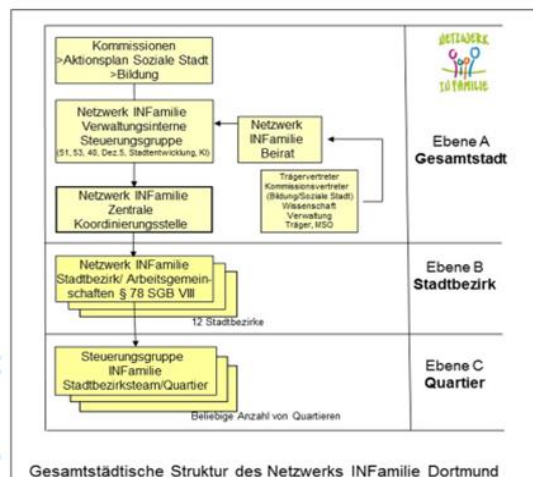 Kommissionen
>Aktionsplan Soziale Stadt
>Bildung
NETZWERK
INFAMILIE
Netzwerk INFamilie
Verwaltungsinterne
Steuerungsgruppe
(51, 53, 40, Dez.5, Stadtentwicklung, KI)
Netzwerk
INFamilie
Beirat
Ebene A
Gesamtstadt
Trägervertreter
Kommissionsvertreter
(Bildung/Soziale Stadt)
Wissenschaft
Verwaltung
Träger, MSO
Netzwerk INFamilie
Zentrale
Koordinierungsstelle
Netzwerk INFamilie
Stadtbezirk/ Arbeitsgemein-
schaften § 78 SGB VIII
12 Stadtbezirke
Ebene B
Stadtbezirk
Steuerungsgruppe
INFamilie
Stadtbezirksteam/Quartier
Beliebige Anzahl von Quartieren
Ebene C
Quartier
Gesamtstädtische Struktur des Netzwerks INFamilie Dortmund